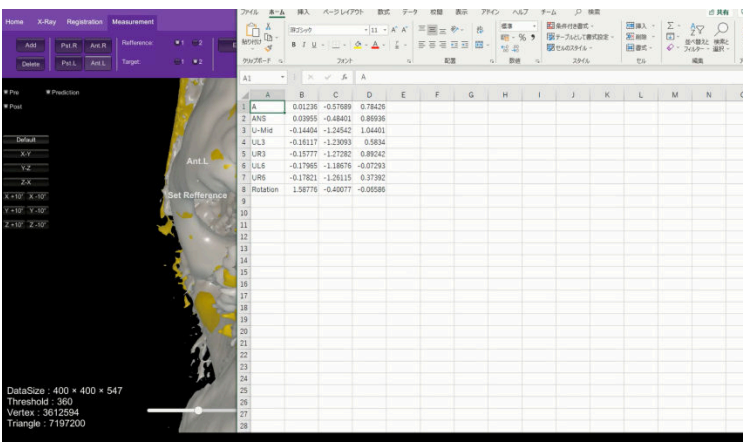 Home X-Ray Registration Measurement
Add Pst.R Ant.R Refference: 1 2
Delete Pst.L Ant.L Target: 1 2
Pre Prediction
Post
Default
X-Y
Y-Z
Z-X
X +10° X -10°
Y +10° Y -10°
Z +10° Z -10°
Ant.L
Set Refference
DataSize : 400 × 400 × 547
Threshold : 360
Vertex : 3612594
Triangle : 7197200
ファイル ホーム 挿入 ページ レイアウト 数式 データ 校閲 表示 アドイン ヘルプ チーム 検索 共有
貼り付け 游ゴシック 11 A A 標準 条件付き書式 挿入 Σ
B I U A % テーブルとして書式設定 削除 並べ替えと フィルター 検索と 選択
セルのスタイル 書式
クリップボード フォント 配置 数値 スタイル セル 編集
A1 fx A
A B C D E F G H I J K L M N
1 A 0.01236 -0.57689 0.78426
2 ANS 0.03955 -0.48401 0.86936
3 U-Mid -0.14404 -1.24542 1.04401
4 UL3 -0.16117 -1.23093 0.5834
5 UR3 -0.15777 -1.27282 0.89242
6 UL6 -0.17965 -1.18676 -0.07293
7 UR6 -0.17821 -1.26115 0.37392
8 Rotation 1.58776 -0.40077 -0.06586
9
10
11
12
13
14
15
16
17
18
19
20
21
22
23
24
25
26
27
28